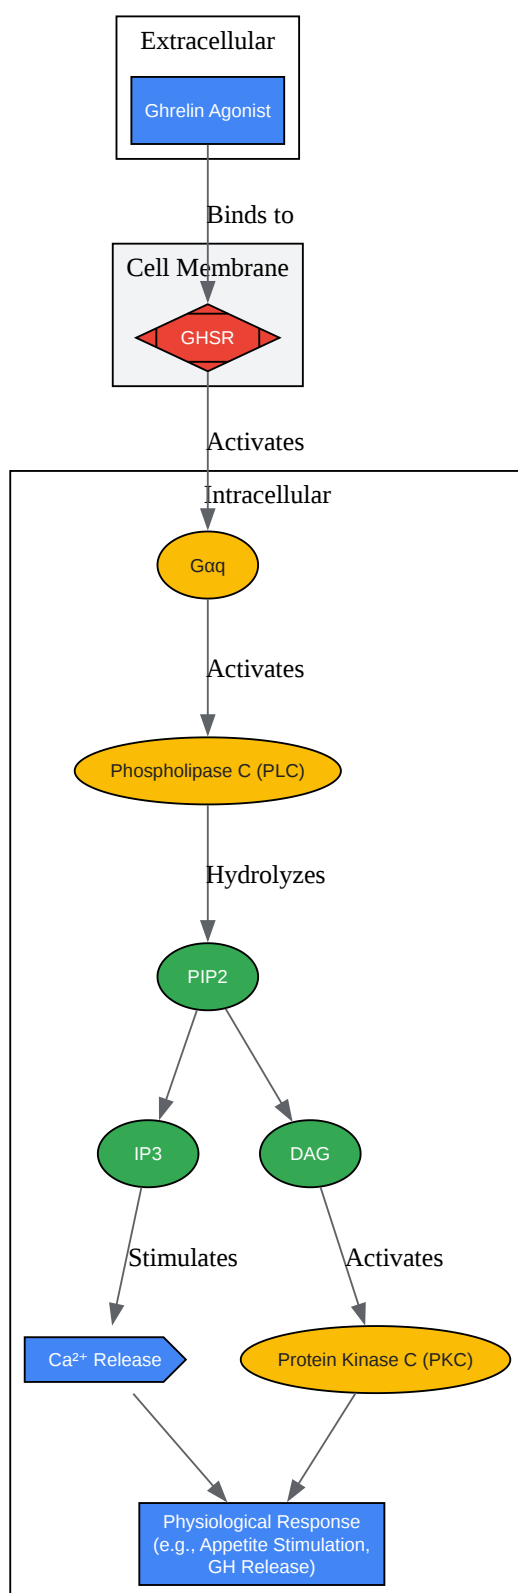 Extracellular
Ghrelin Agonist
Binds to
Cell Membrane
GHSR
Activates
Intracellular
Gαq
Activates
Phospholipase C (PLC)
Hydrolyzes
PIP2
IP3
DAG
Stimulates
Activates
Ca²⁺ Release
Protein Kinase C (PKC)
Physiological Response
(e.g., Appetite Stimulation,
GH Release)